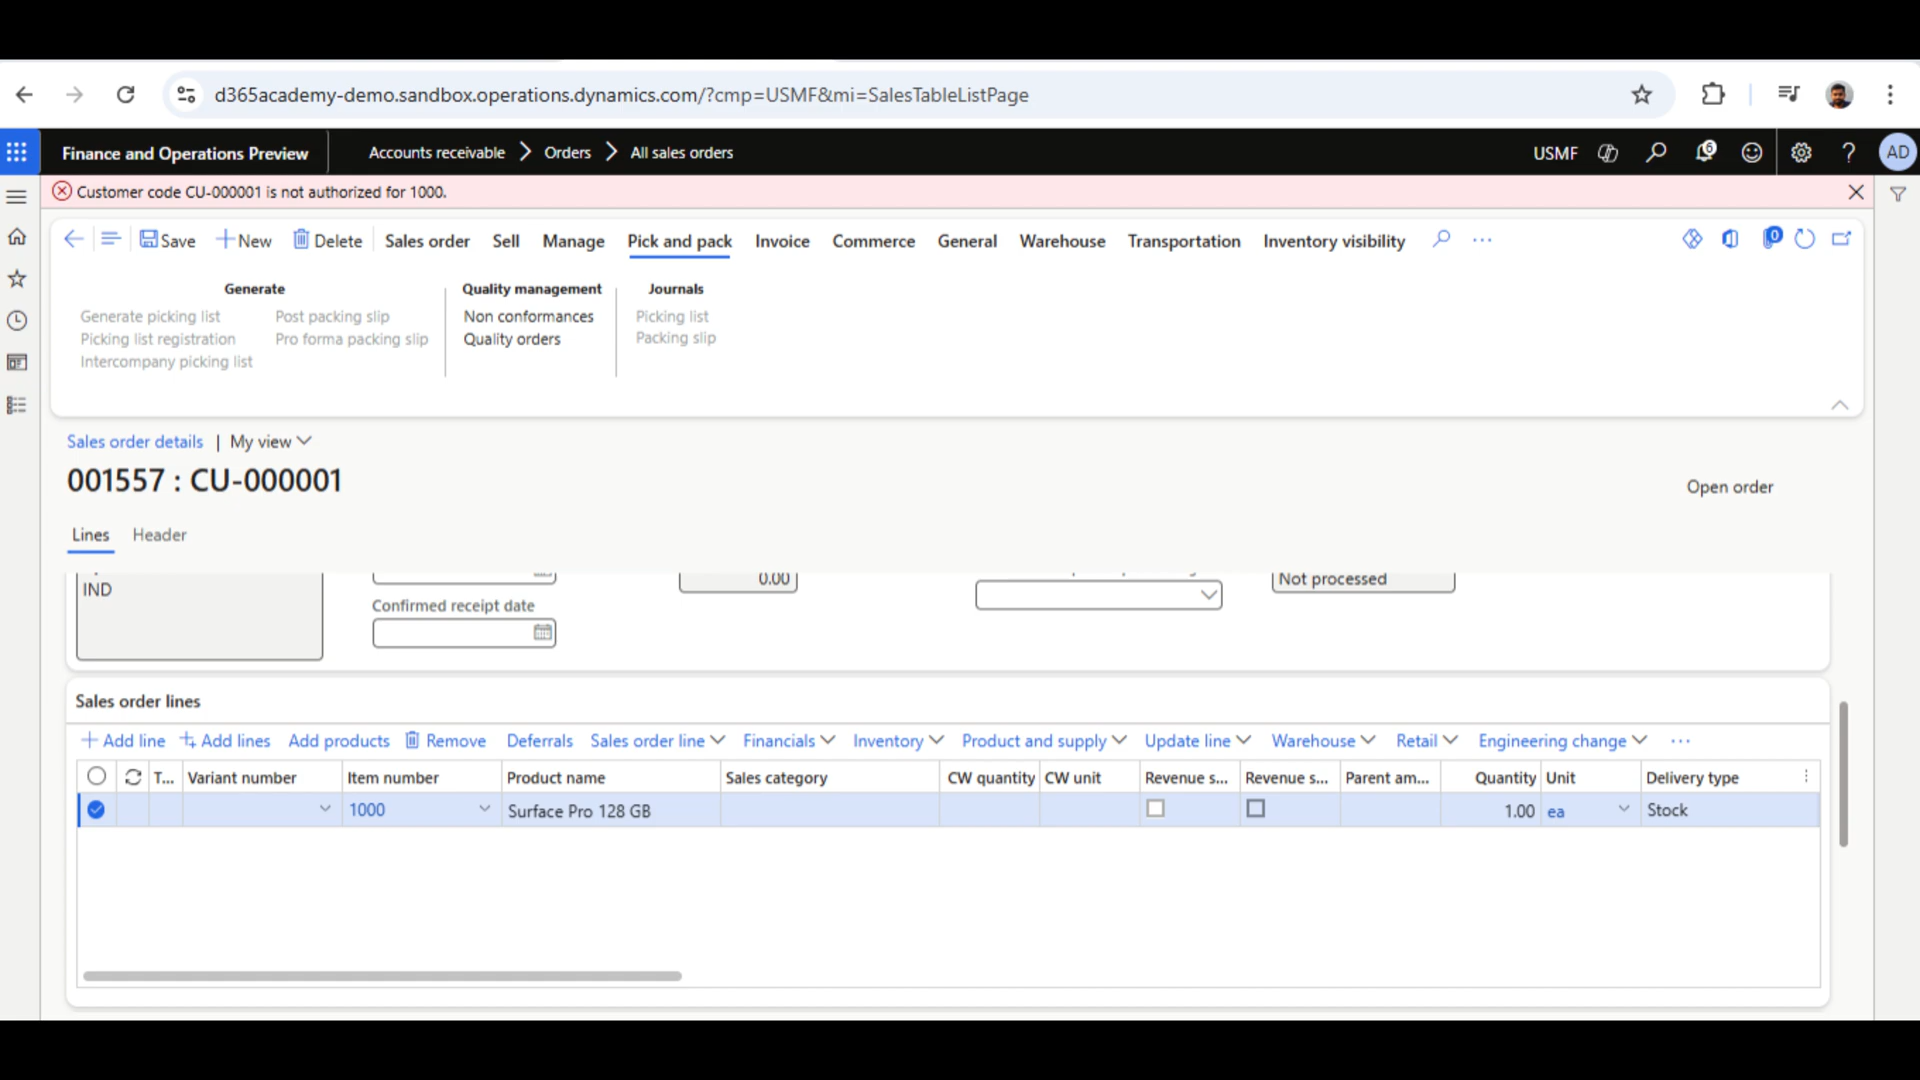 d365academy-demo.sandbox.operations.dynamics.com/?cmp=USMF&mi=SalesTableListPage
Finance and Operations Preview Accounts receivable Orders All sales orders USMF 6 ? AD
Customer code CU-000001 is not authorized for 1000.
Save New Delete Sales order Sell Manage Pick and pack Invoice Commerce General Warehouse Transportation Inventory visibility ... 0
Generate Quality management Journals
Generate picking list Post packing slip Non conformances Picking list
Picking list registration Pro forma packing slip Quality orders Packing slip
Intercompany picking list
Sales order details | My view
001557 : CU-000001
Open order
Lines Header
IND 0.00 Not processed
Confirmed receipt date
Sales order lines
+ Add line Add lines Add products Remove Deferrals Sales order line Financials Inventory Product and supply Update line Warehouse Retail Engineering change ...
T... Variant number Item number Product name Sales category CW quantity CW unit Revenue s... Revenue s... Parent am... Quantity Unit Delivery type
1000 Surface Pro 128 GB 1.00 ea Stock